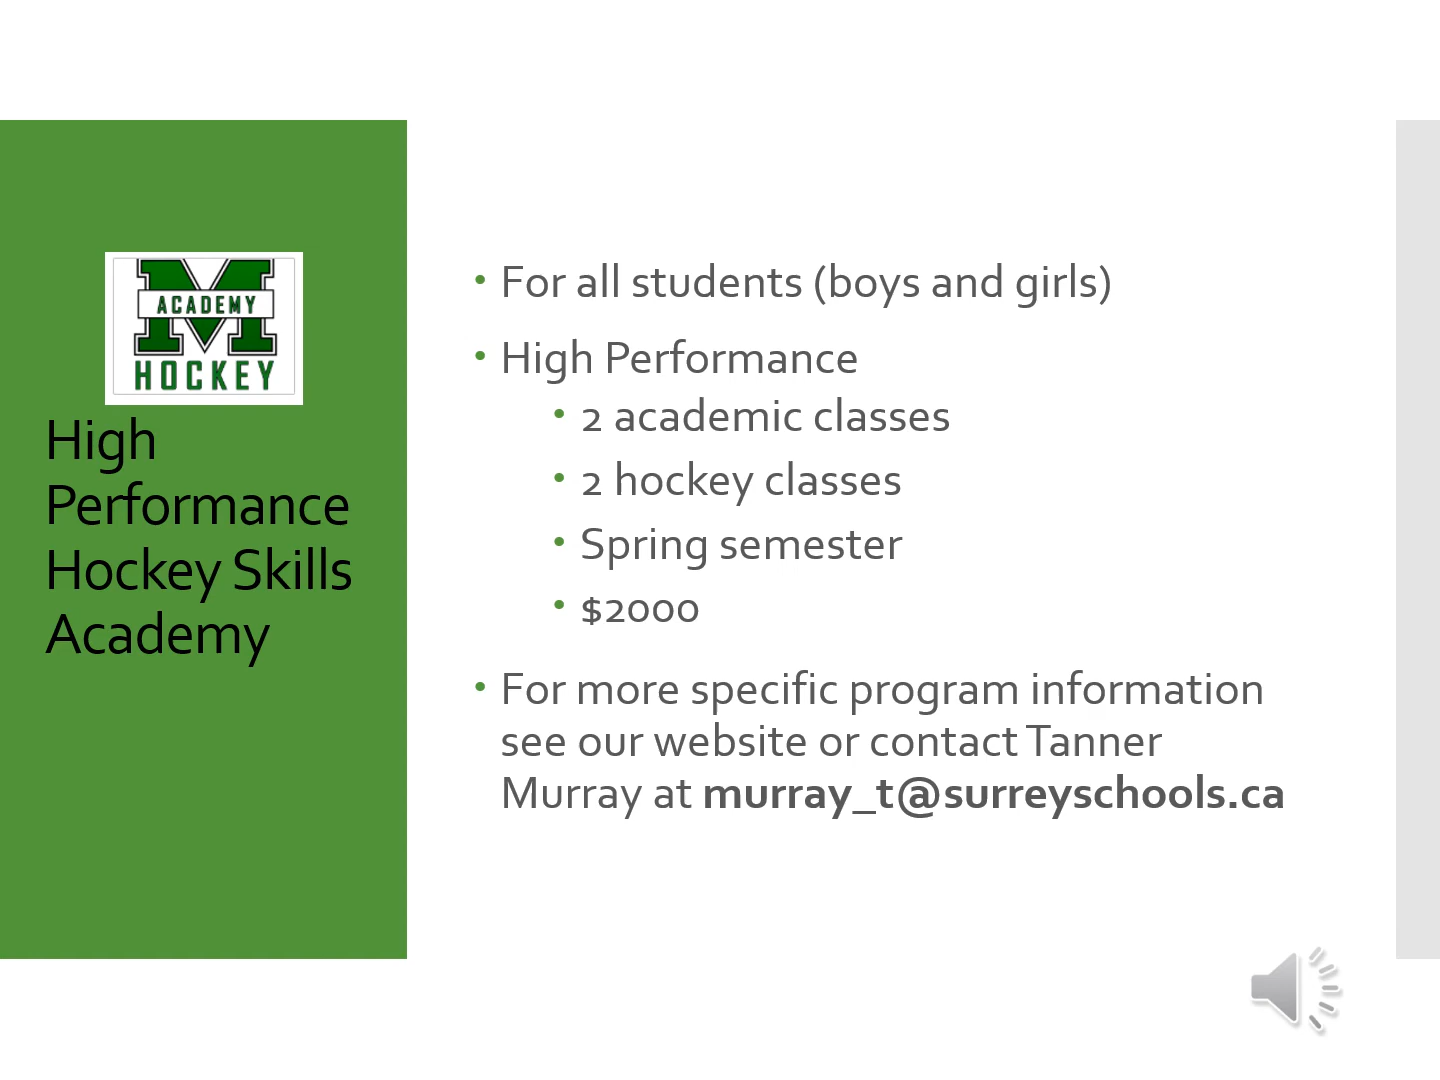 ACADEMY
M
HOCKEY
High
Performance
Hockey Skills
Academy
• For all students (boys and girls)
• High Performance
• 2 academic classes
• 2 hockey classes
• Spring semester
• $2000
• For more specific program information
see our website or contact Tanner
Murray at murray_t@surreyschools.ca